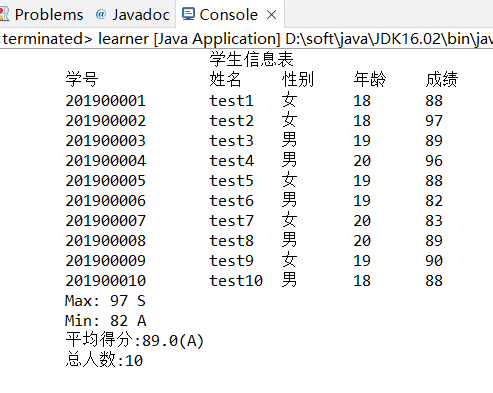 Problems @ Javadoc Console ×
terminated> learner [Java Application] D:\soft\java\JDK16.02\bin\jav
学生信息表
学号 姓名 性别 年龄 成绩
201900001 test1 女 18 88
201900002 test2 女 18 97
201900003 test3 男 19 89
201900004 test4 男 20 96
201900005 test5 女 19 88
201900006 test6 男 19 82
201900007 test7 女 20 83
201900008 test8 男 20 89
201900009 test9 女 19 90
201900010 test10 男 18 88
Max: 97 S
Min: 82 A
平均得分:89.0(A)
总人数:10